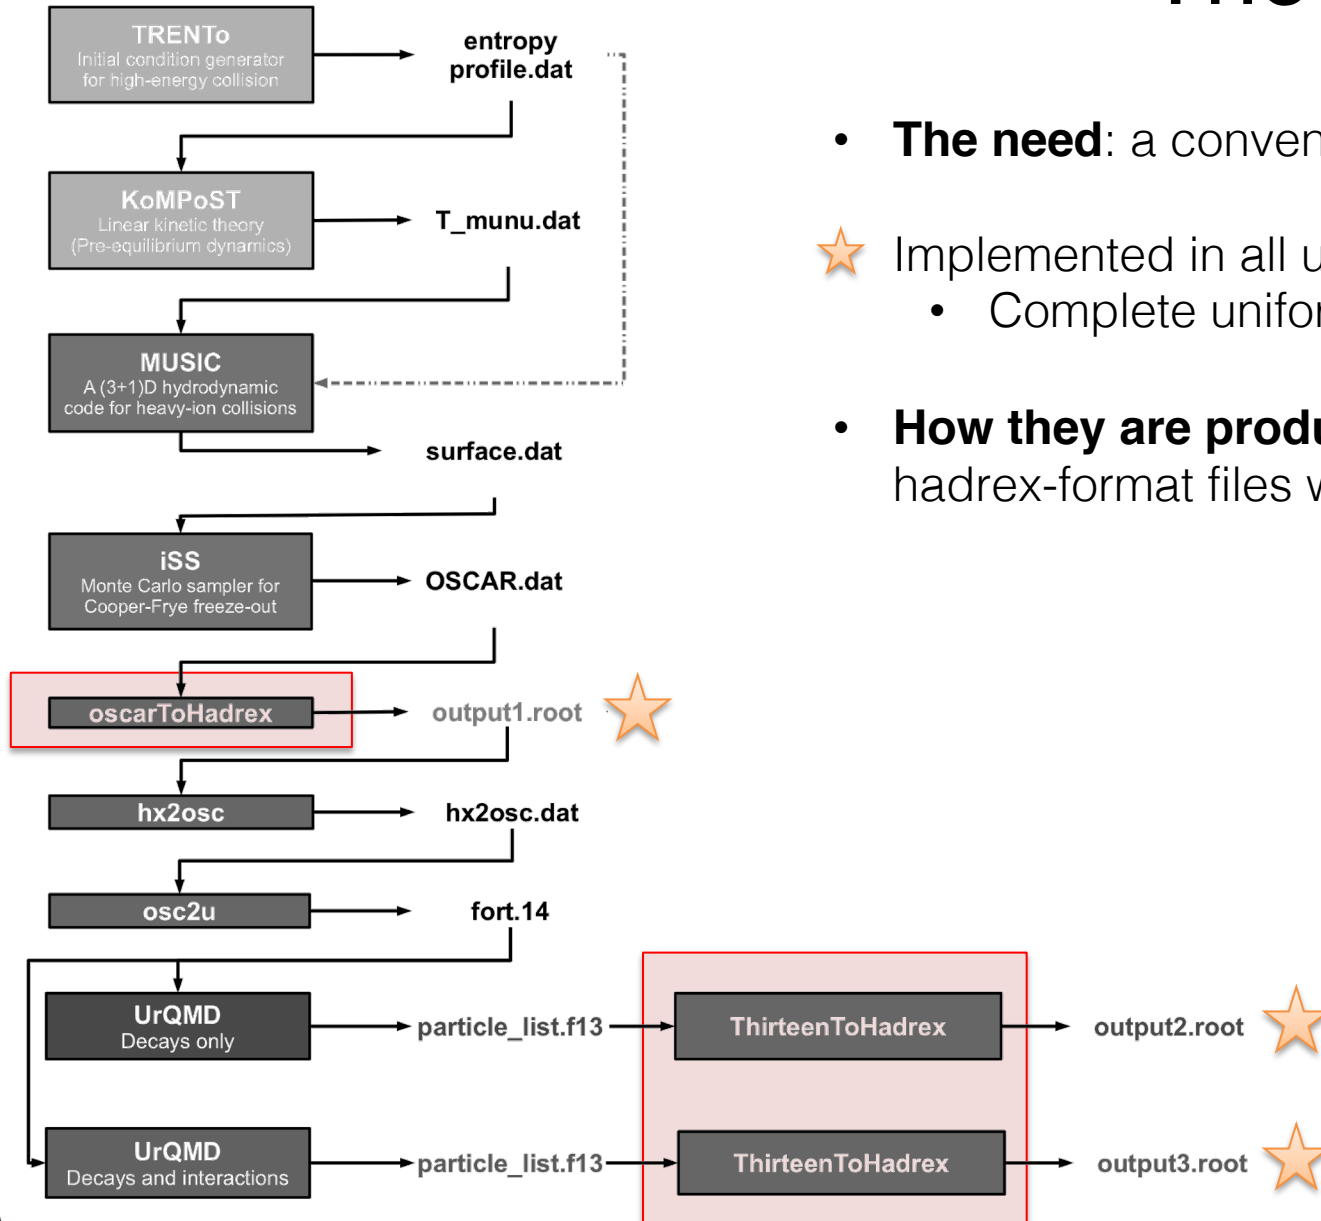 TRENTo
Initial condition generator
for high-energy collision
entropy
profile.dat
KoMPoST
Linear kinetic theory
(Pre-equilibrium dynamics)
T_munu.dat
MUSIC
A (3+1)D hydrodynamic
code for heavy-ion collisions
surface.dat
iSS
Monte Carlo sampler for
Cooper-Frye freeze-out
OSCAR.dat
oscarToHadrex
output1.root
hx2osc
hx2osc.dat
osc2u
fort.14
UrQMD
Decays only
particle_list.f13
ThirteenToHadrex
output2.root
UrQMD
Decays and interactions
particle_list.f13
ThirteenToHadrex
output3.root
• The need: a conven
Implemented in all u
• Complete unifor
• How they are produ
hadrex-format files w